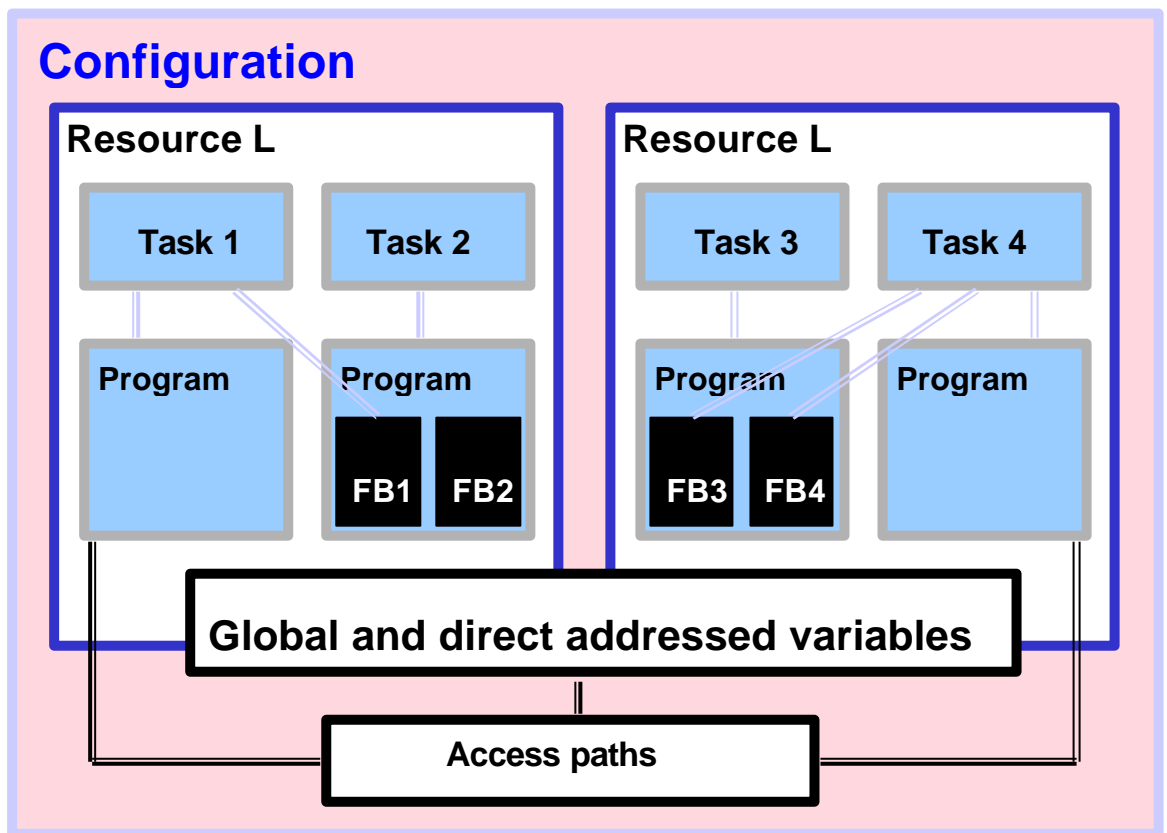 Configuration
Resource L
Resource L
Task 1
Task 2
Task 3
Task 4
Program
Program
Program
Program
FB1
FB2
FB3
FB4
Global and direct addressed variables
Access paths